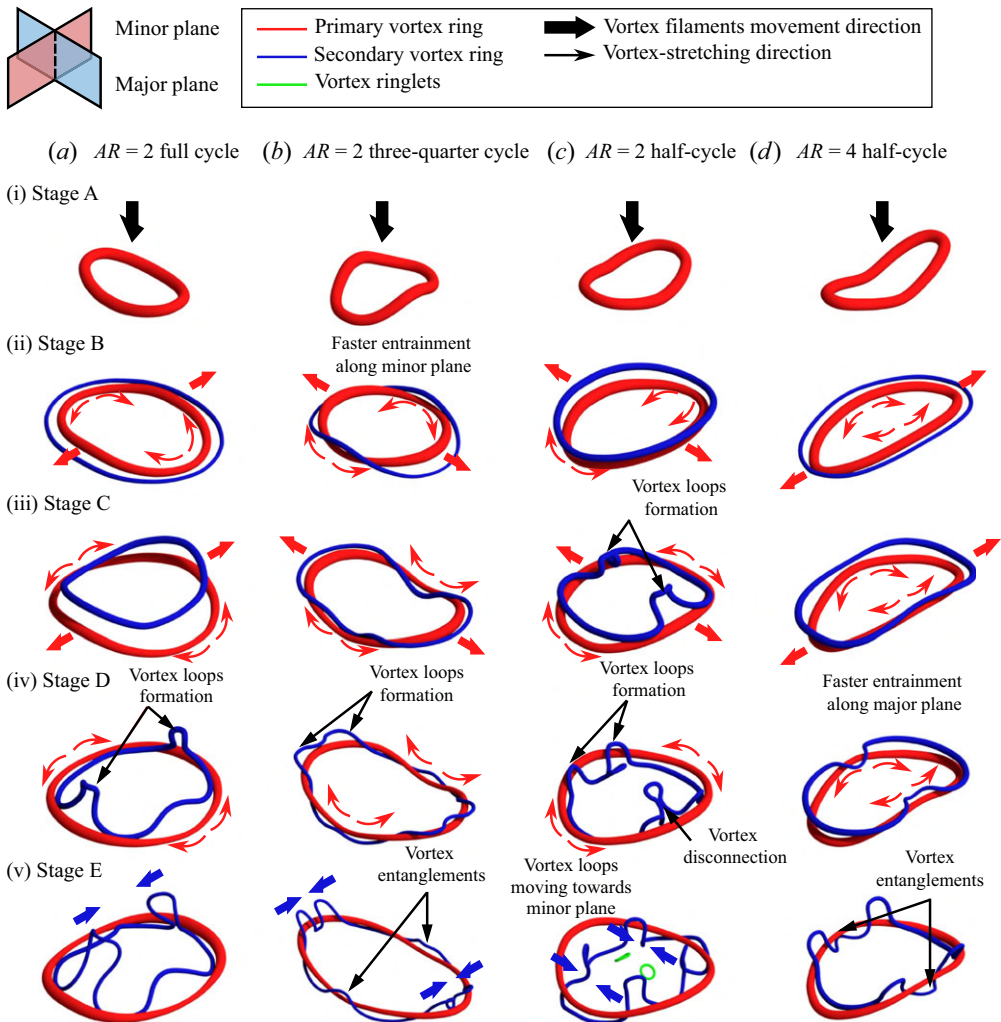 Minor plane
Major plane
Primary vortex ring
Secondary vortex ring
Vortex ringlets
Vortex filaments movement direction
Vortex-stretching direction
(a) AR = 2 full cycle
(b) AR = 2 three-quarter cycle
(c) AR = 2 half-cycle
(d) AR = 4 half-cycle
(i) Stage A
(ii) Stage B
Faster entrainment
along minor plane
(iii) Stage C
Vortex loops
formation
(iv) Stage D
Vortex loops
formation
Vortex loops
formation
Vortex loops
formation
Vortex
disconnection
Faster entrainment
along major plane
(v) Stage E
Vortex
entanglements
Vortex loops
moving towards
minor plane
Vortex
entanglements